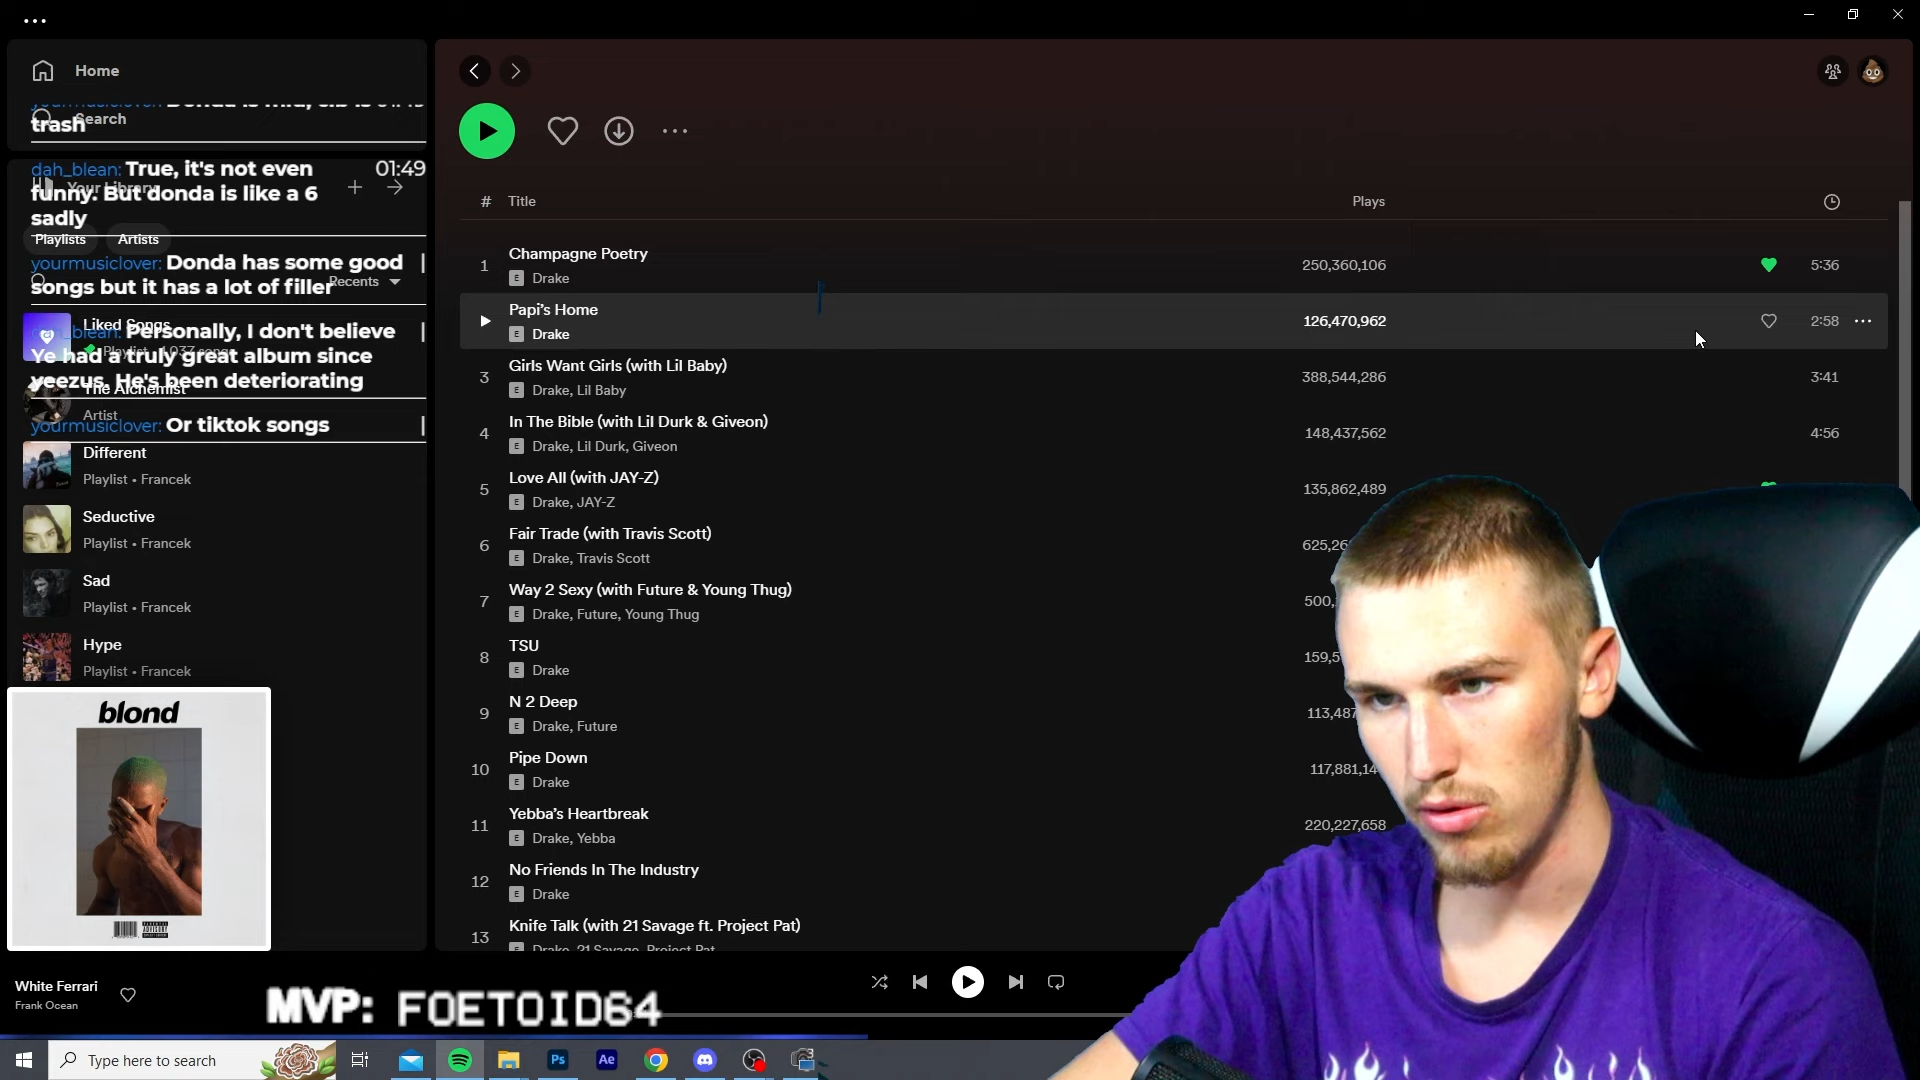 Home
Search
trash
dah_blean: True, it's not even 01:49
funny. But donda is like a 6
sadly
Your Library
Playlists Artists
yourmusiclover: Donda has some good
songs but it has a lot of filler
Recents
Liked Songs
Personally, I don't believe
Ye had a truly great album since
yeezus. He's been deteriorating
The Alchemist
Artist
yourmusiclover: Or tiktok songs
Different
Playlist • Francek
Seductive
Playlist • Francek
Sad
Playlist • Francek
Hype
Playlist • Francek
blond
White Ferrari
Frank Ocean
# Title Plays
1 Champagne Poetry 250,360,106 5:36
E Drake
Papi's Home 126,470,962 2:58
E Drake
3 Girls Want Girls (with Lil Baby) 388,544,286 3:41
E Drake, Lil Baby
4 In The Bible (with Lil Durk & Giveon) 148,437,562 4:56
E Drake, Lil Durk, Giveon
5 Love All (with JAY-Z) 135,862,489
E Drake, JAY-Z
6 Fair Trade (with Travis Scott)
E Drake, Travis Scott
7 Way 2 Sexy (with Future & Young Thug)
E Drake, Future, Young Thug
8 TSU
E Drake
9 N 2 Deep
E Drake, Future
10 Pipe Down
E Drake
11 Yebba's Heartbreak 220,227,658
E Drake, Yebba
12 No Friends In The Industry
E Drake
13 Knife Talk (with 21 Savage ft. Project Pat)
Drake, 21 Savage, Project Pat
MVP: FOETOID64
Type here to search
Ps
Ae